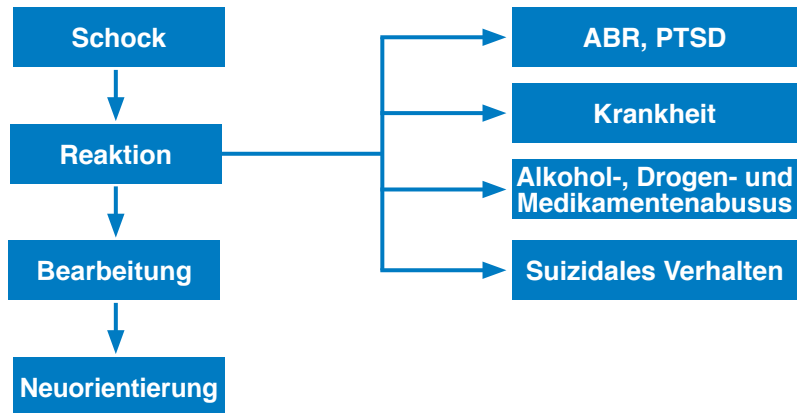 Schock
Reaktion
Bearbeitung
Neuorientierung
ABR, PTSD
Krankheit
Alkohol-, Drogen- und
Medikamentenabusus
Suizidales Verhalten